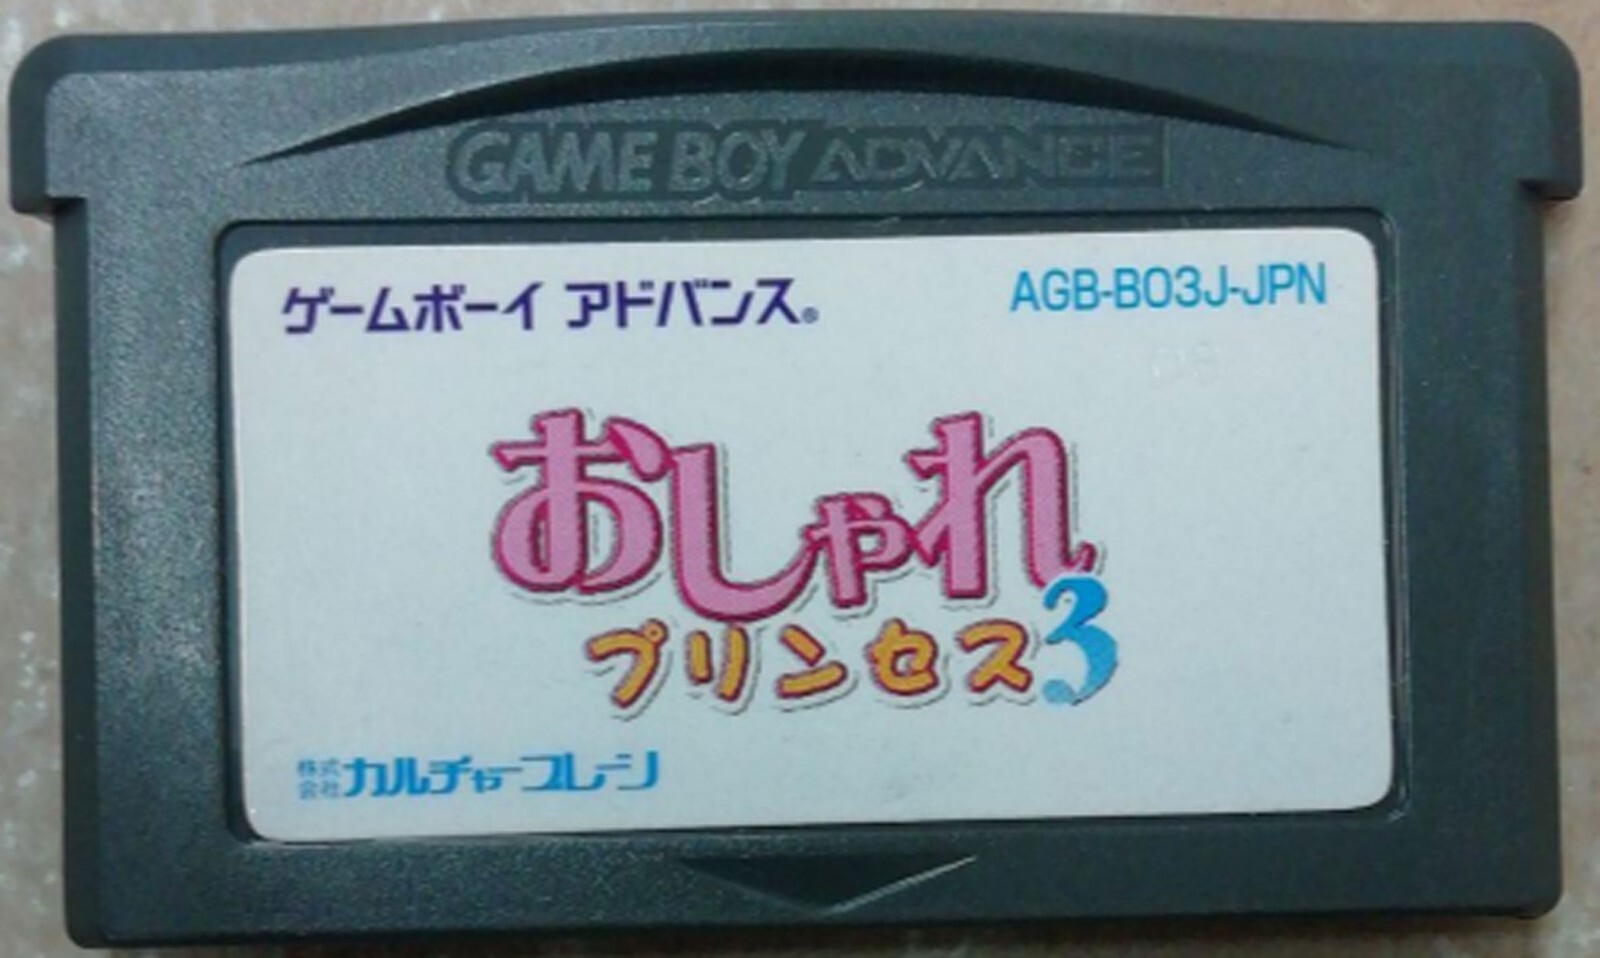 GAME BOY ADVANCE
ゲームボーイ アドバンス®
AGB-BO3J-JPN
おしゃれ
プリンセス3
株式会社カルチャーブレーン